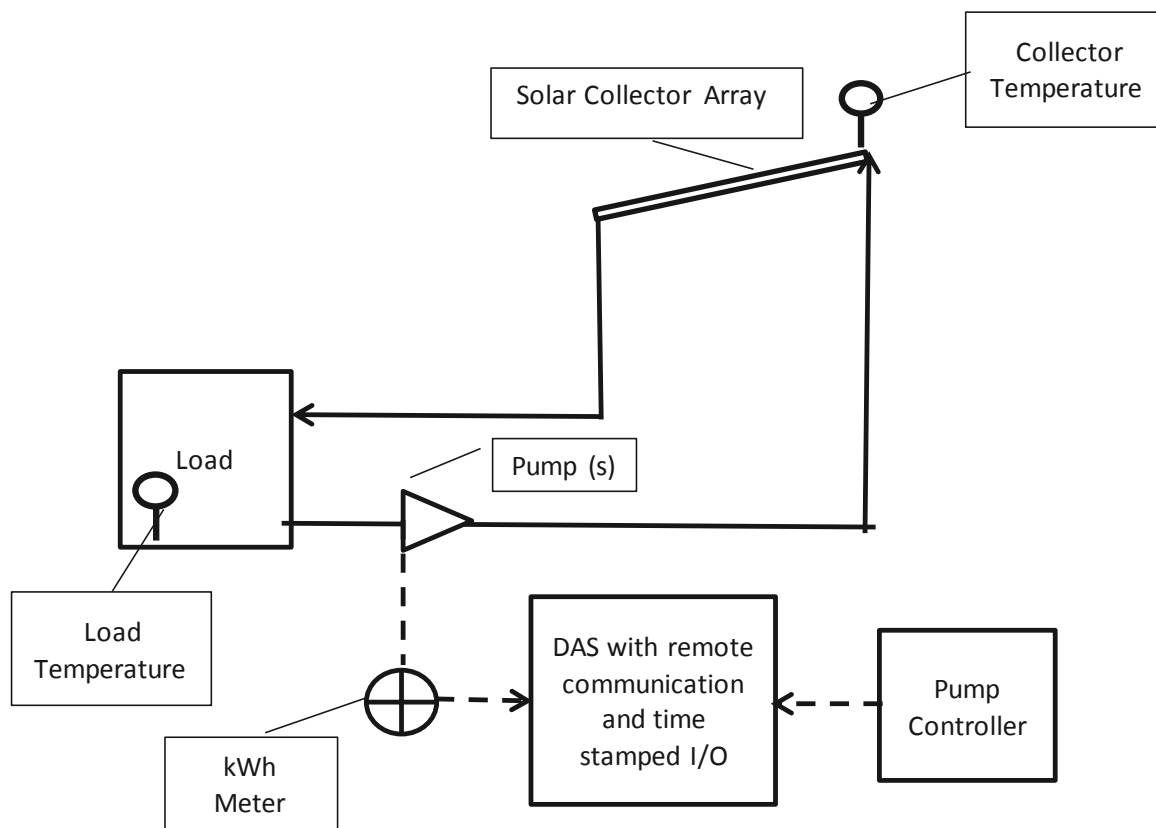 Collector
Temperature
Solar Collector Array
Load
Pump (s)
Load
Temperature
DAS with remote
communication
and time
stamped I/O
Pump
Controller
kWh
Meter